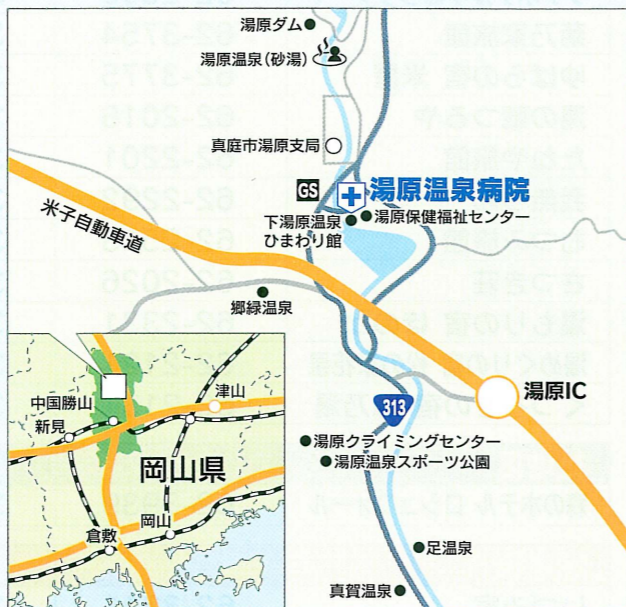 湯原ダム
湯原温泉(砂湯)
真庭市湯原支局
GS
湯原温泉病院
下湯原温泉
ひまわり館
湯原保健福祉センター
米子自動車道
郷緑温泉
湯原IC
313
湯原クライミングセンター
湯原温泉スポーツ公園
足温泉
真賀温泉
中国勝山
新見
津山
岡山県
岡山
倉敷